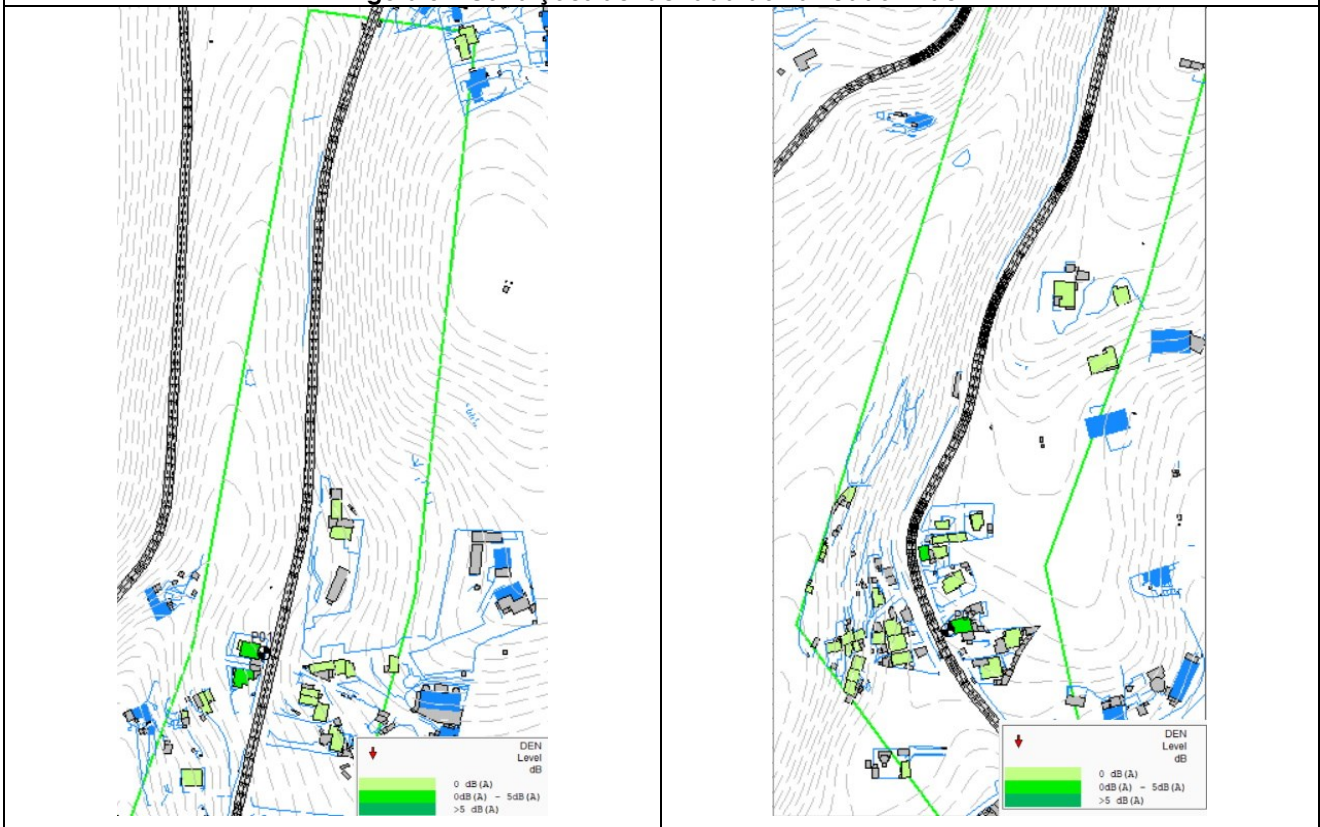 P01
DEN
Level
dB
0 dB(A)
0dB(A) - 5dB(A)
>5 dB(A)
DEN
Level
dB
0 dB(A)
0dB(A) - 5dB(A)
>5 dB(A)